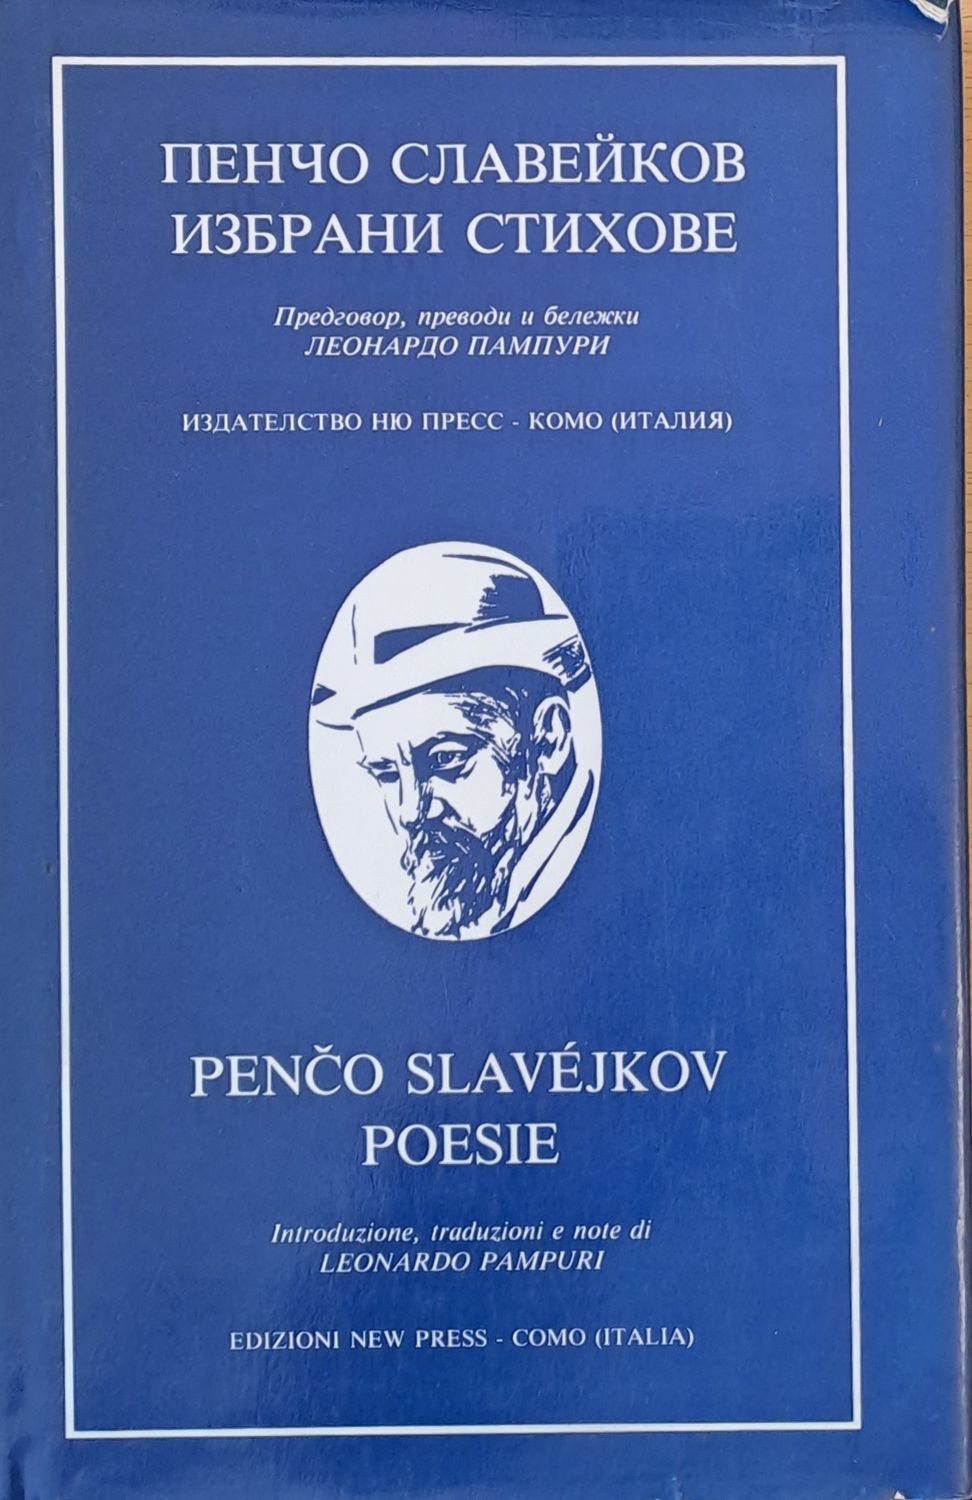 ПЕНЧО СЛАВЕЙКОВ
ИЗБРАНИ СТИХОВЕ
Предговор, преводи и бележки
ЛЕОНАРДО ПАМПУРИ
ИЗДАТЕЛСТВО НЮ ПРЕСС - КОМО (ИТАЛИЯ)
PENČO SLAVÉJKOV
POESIE
Introduzione, traduzioni e note di
LEONARDO PAMPURI
EDIZIONI NEW PRESS - COMO (ITALIA)